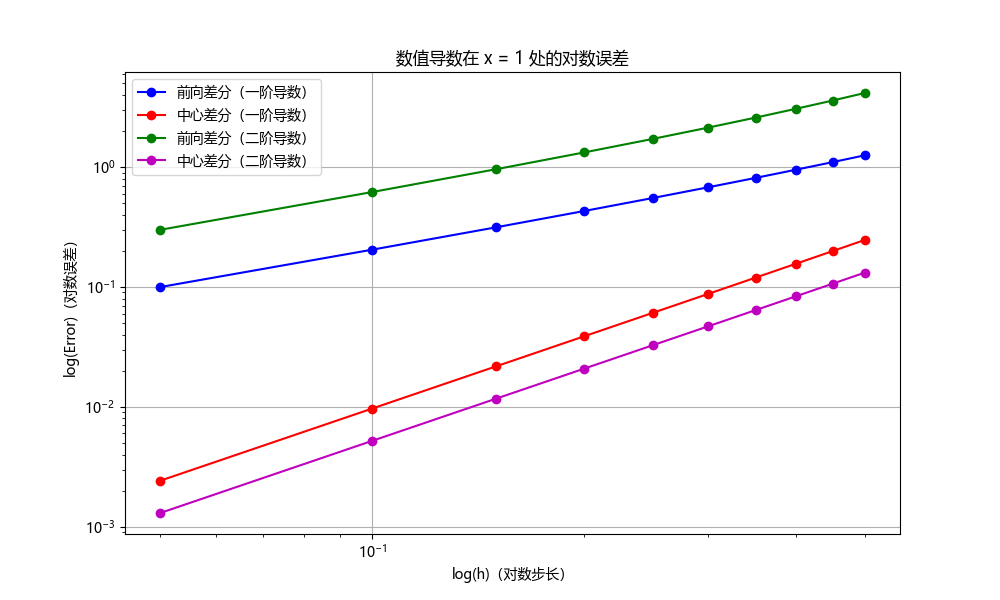 数值导数在 x = 1 处的对数误差
前向差分（一阶导数）
中心差分（一阶导数）
前向差分（二阶导数）
中心差分（二阶导数）
log(Error)（对数误差）
10⁰
10⁻¹
10⁻²
10⁻³
10⁻¹
log(h)（对数步长）